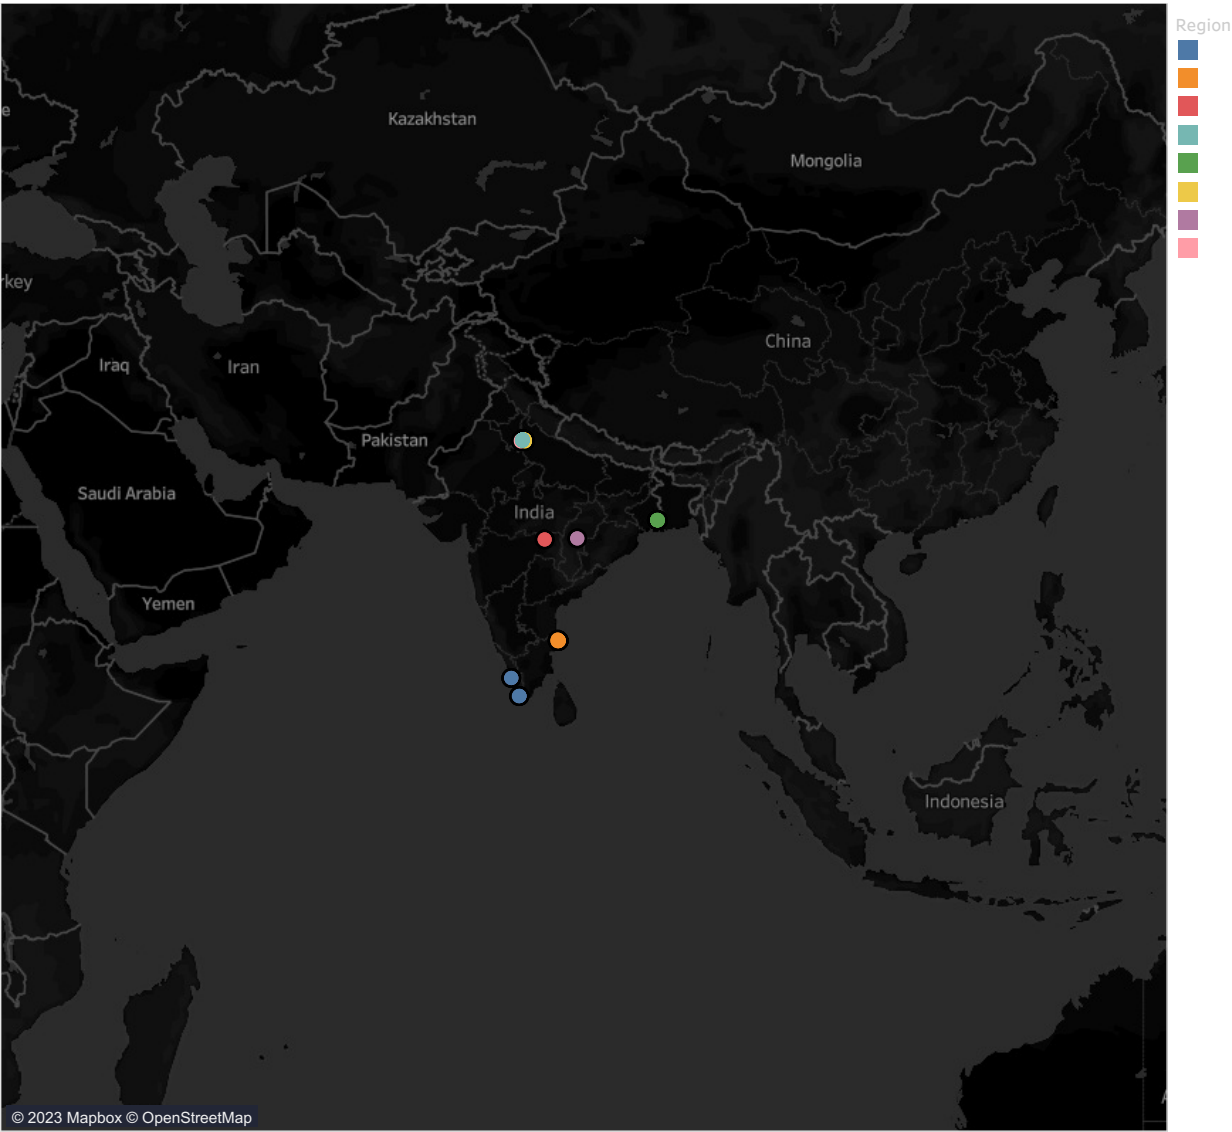 Region
Kazakhstan
Mongolia
e
rkey
China
Iraq
Iran
Pakistan
Saudi Arabia
India
Yemen
Indonesia
A
© 2023 Mapbox © OpenStreetMap